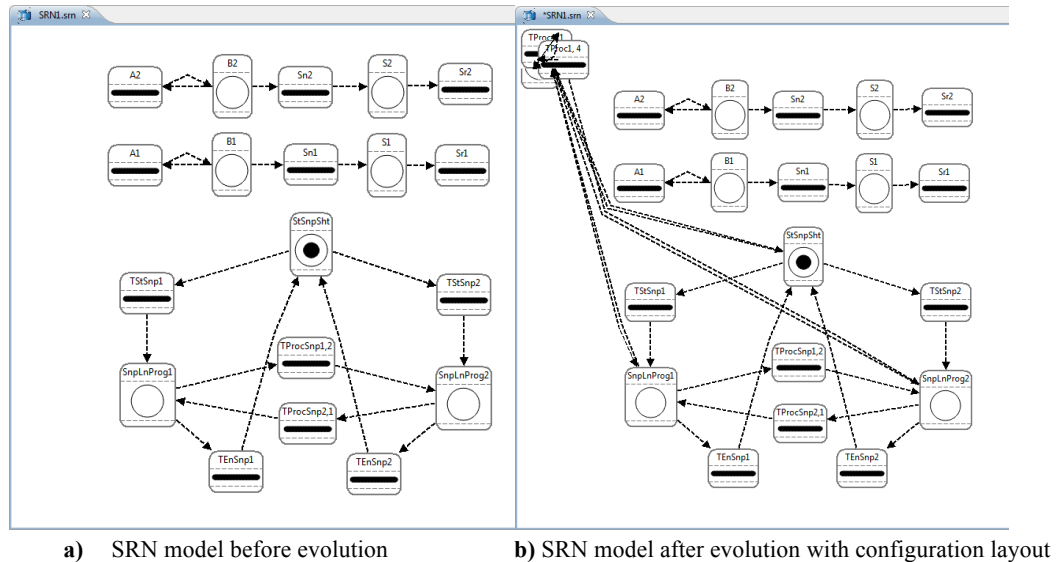 SRN1.srn
*SRN1.srn
A2
B2
Sn2
S2
Sr2
A1
B1
Sn1
S1
Sr1
StSnpSht
TStSnp1
TStSnp2
TProcSnp1,2
SnpLnProg1
SnpLnProg2
TProcSnp2,1
TEnSnp1
TEnSnp2
TProc1, 4
A2
B2
Sn2
S2
Sr2
A1
B1
Sn1
S1
Sr1
StSnpSht
TStSnp1
TStSnp2
TProcSnp1,2
SnpLnProg1
SnpLnProg2
TProcSnp2,1
TEnSnp1
TEnSnp2
a) SRN model before evolution
b) SRN model after evolution with configuration layout